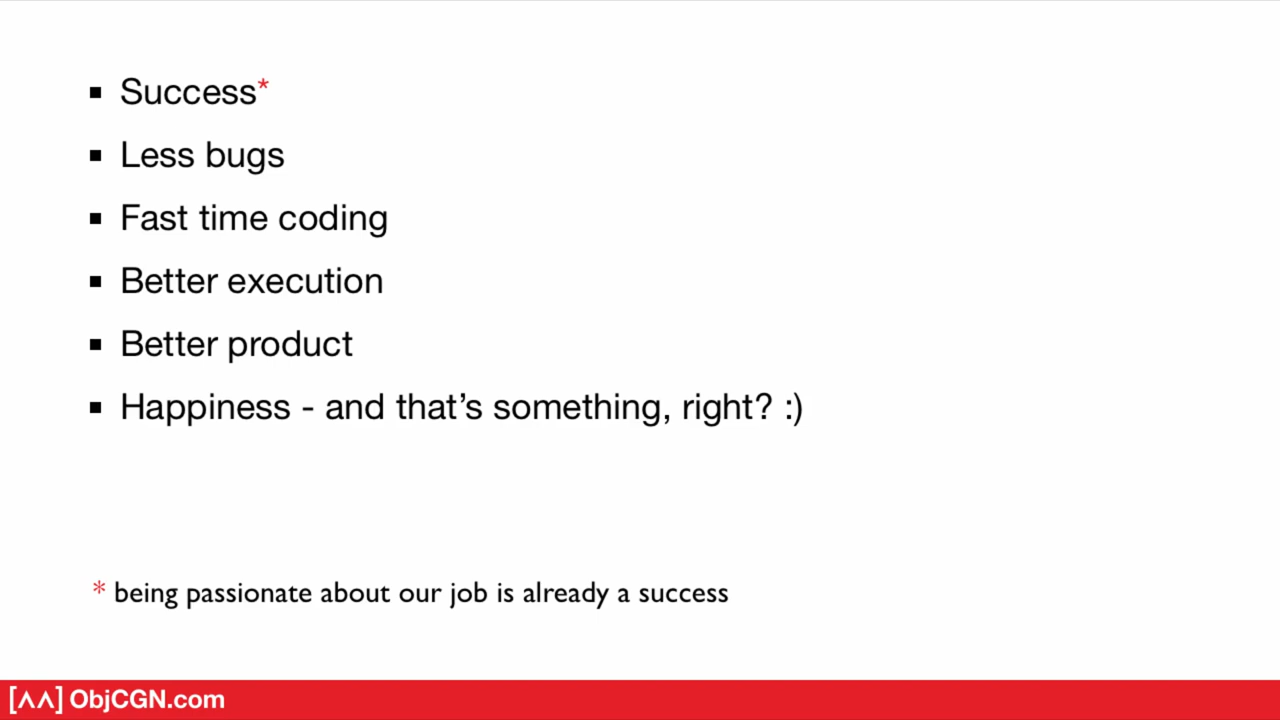 ▪ Success*
▪ Less bugs
▪ Fast time coding
▪ Better execution
▪ Better product
▪ Happiness - and that’s something, right? :)
* being passionate about our job is already a success
[ʌʌ] ObjCGN.com